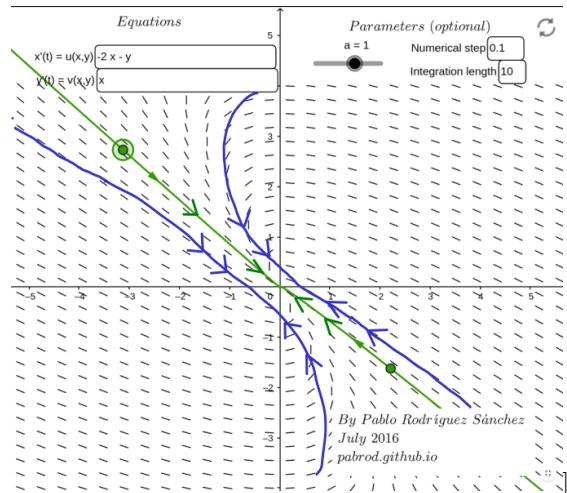 Equations
x'(t) = u(x,y) -2 x - y
y'(t) = v(x,y) x
Parameters (optional)
a = 1
Numerical step 0.1
Integration length 10
5
3
2
1
-5
-4
-3
-2
-1
0
1
2
3
4
5
-1
-2
-3
By Pablo Rodríguez Sánchez
July 2016
pabrod.github.io